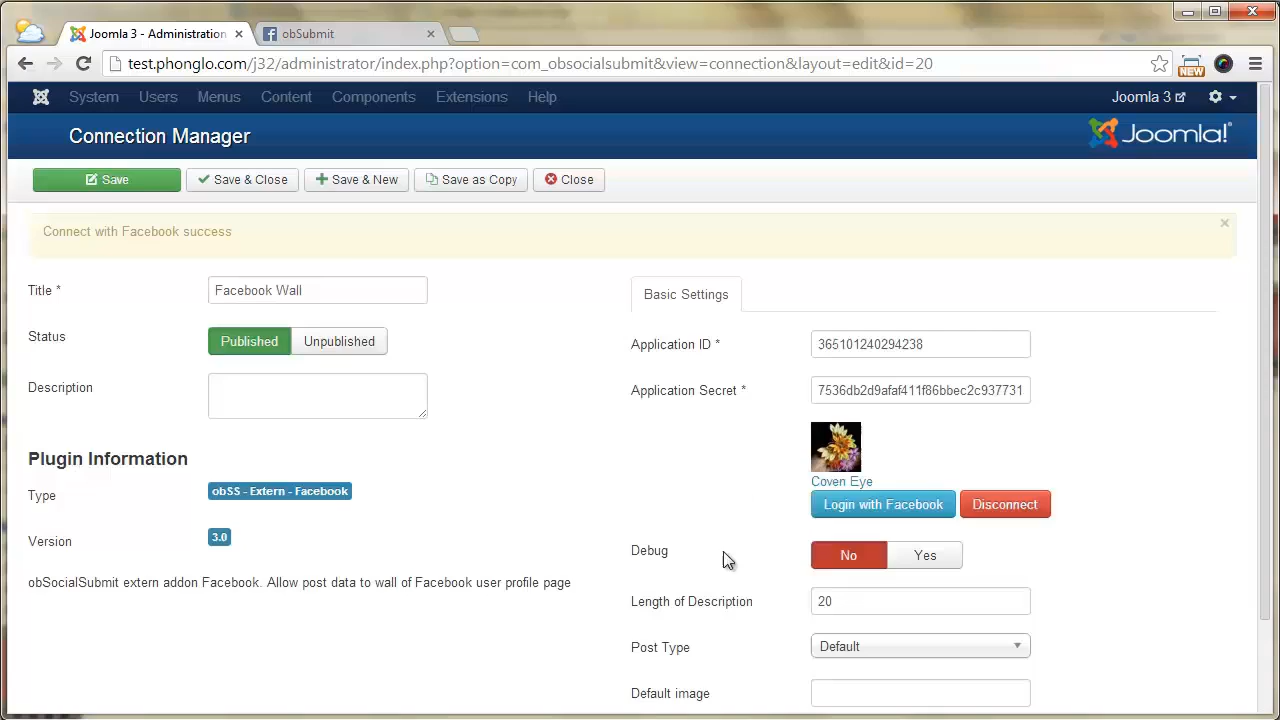 Joomla 3 - Administration
obSubmit
test.phonglo.com/j32/administrator/index.php?option=com_obsocialsubmit&view=connection&layout=edit&id=20
NEW
System Users Menus Content Components Extensions Help
Joomla 3
Connection Manager
Joomla!
Save
Save & Close
Save & New
Save as Copy
Close
Connect with Facebook success
Title *
Facebook Wall
Status
Published
Unpublished
Description
Plugin Information
Type
obSS - Extern - Facebook
Version
3.0
obSocialSubmit extern addon Facebook. Allow post data to wall of Facebook user profile page
Basic Settings
Application ID *
365101240294238
Application Secret *
7536db2d9afaf411f86bbec2c937731
Coven Eye
Login with Facebook
Disconnect
Debug
No
Yes
Length of Description
20
Post Type
Default
Default image